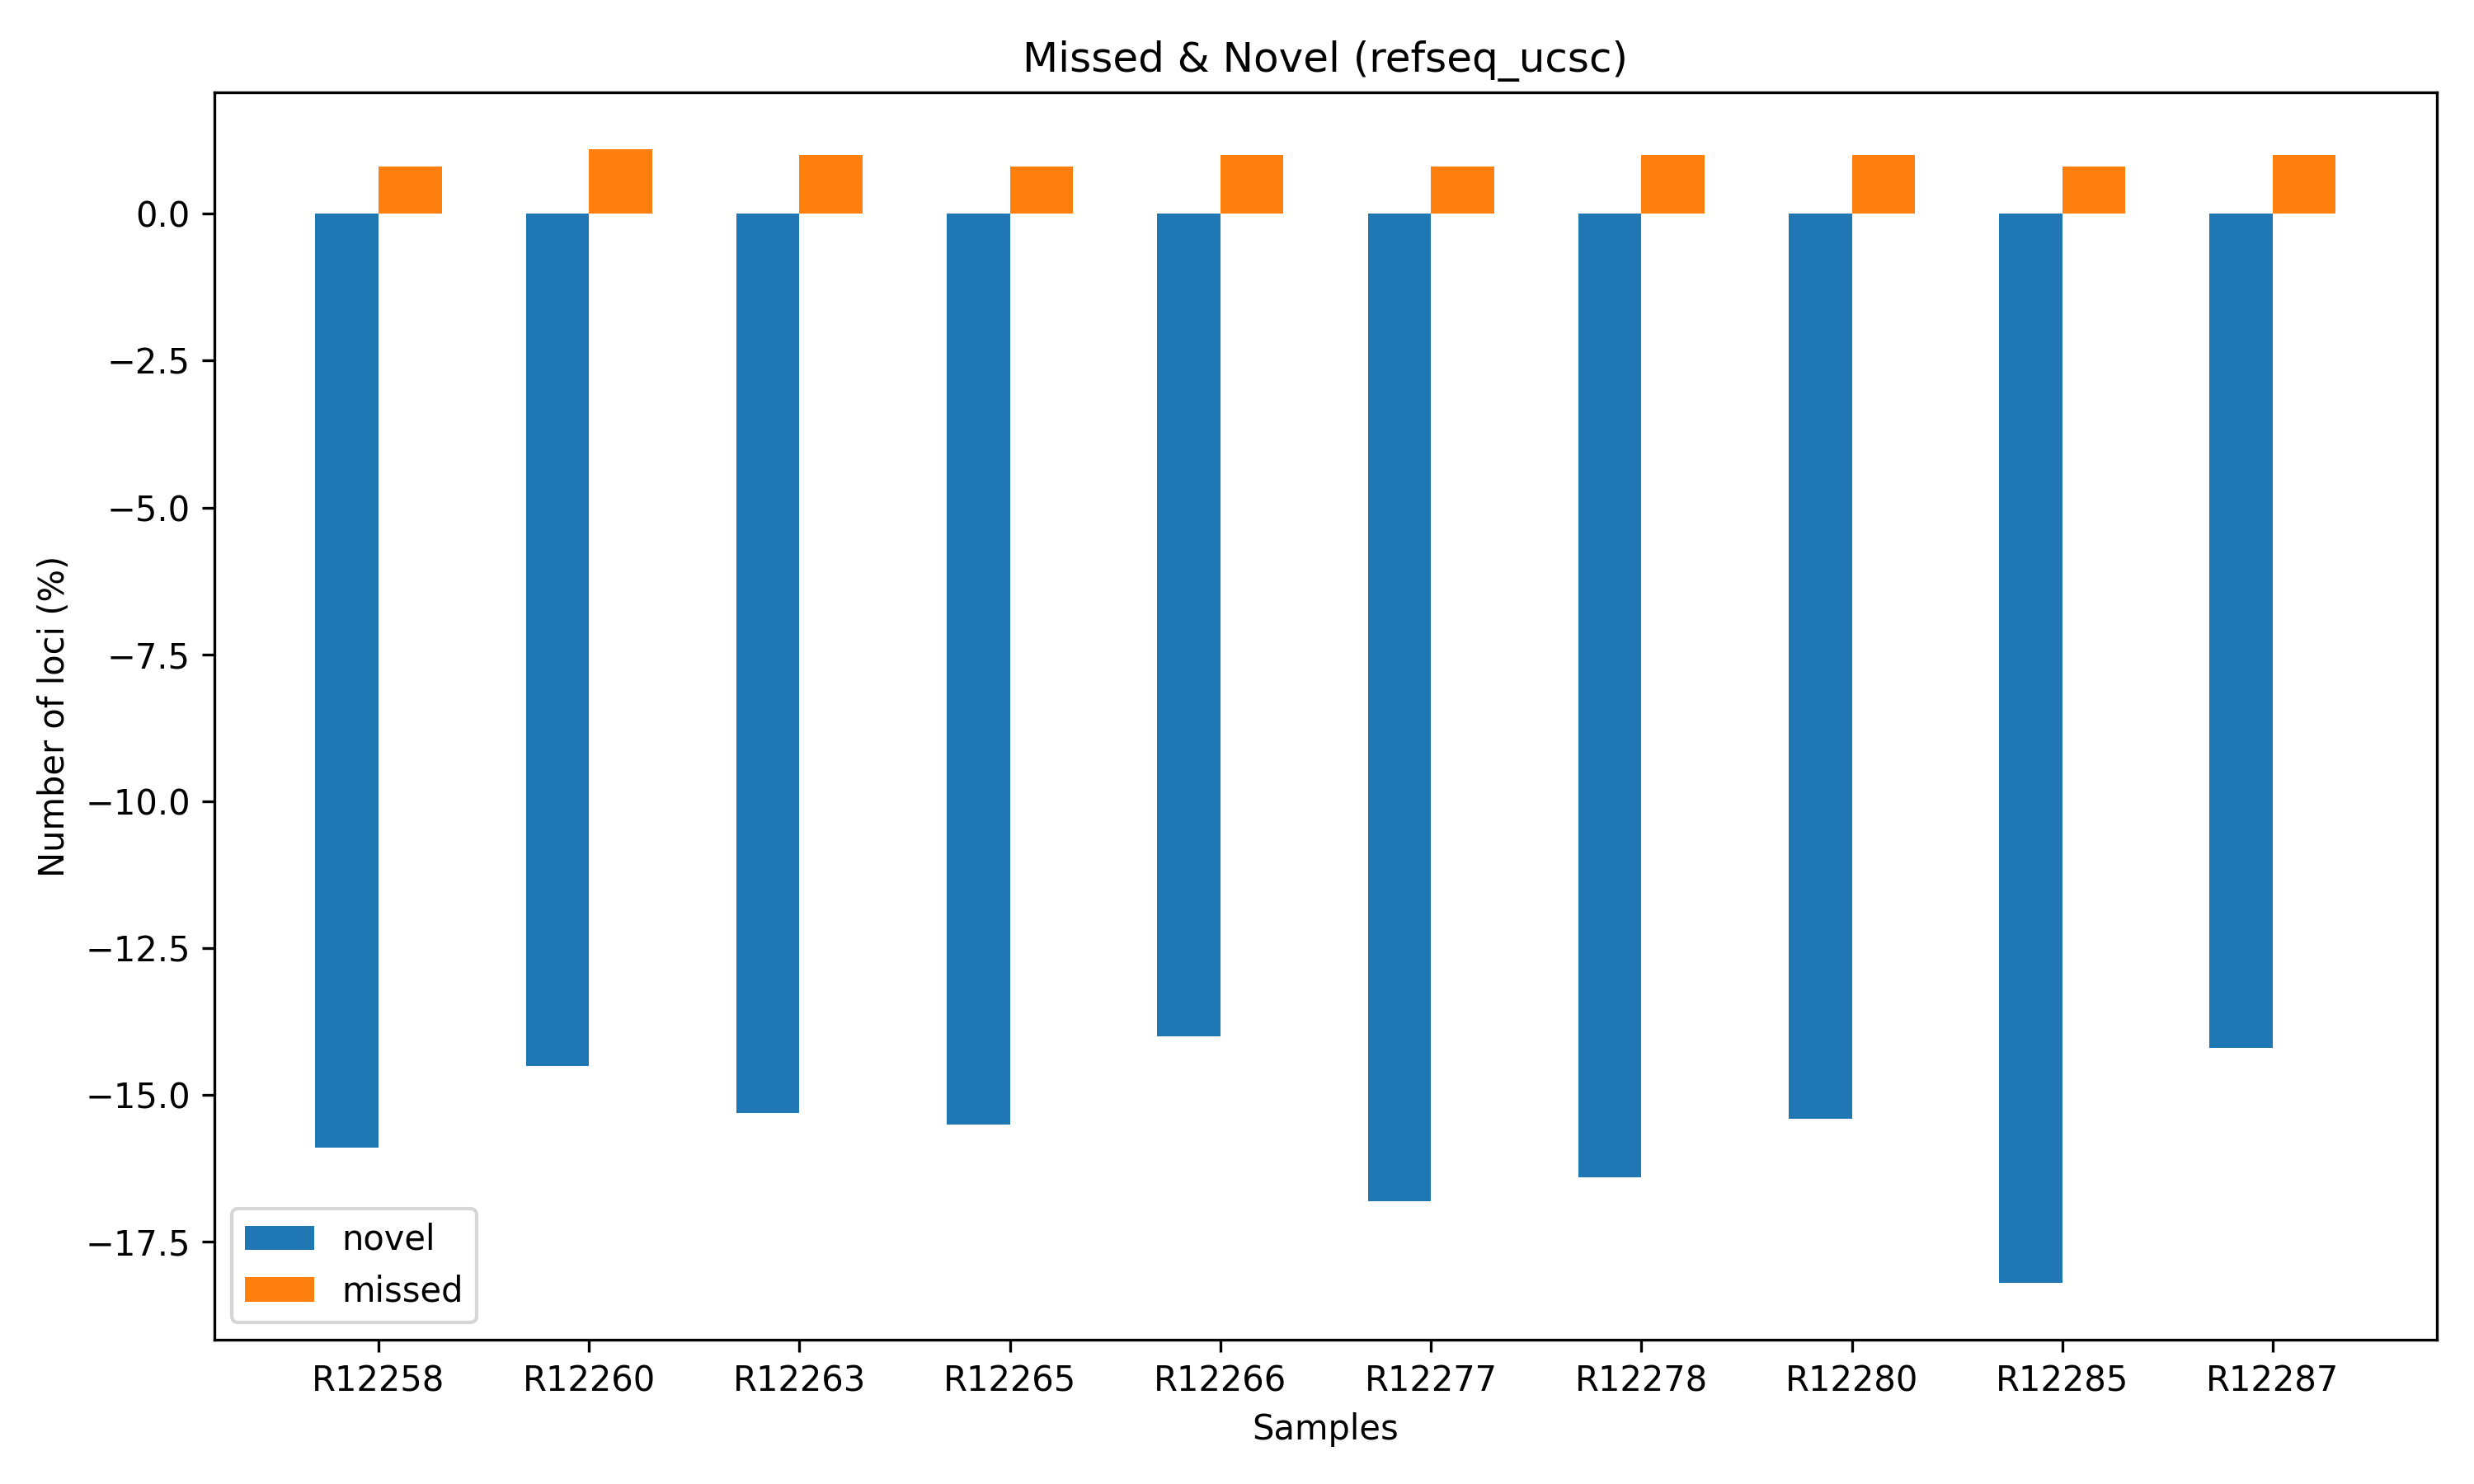 Missed & Novel (refseq_ucsc)
Number of loci (%)
0.0
−2.5
−5.0
−7.5
−10.0
−12.5
−15.0
−17.5
novel
missed
R12258 R12260 R12263 R12265 R12266 R12277 R12278 R12280 R12285 R12287
Samples